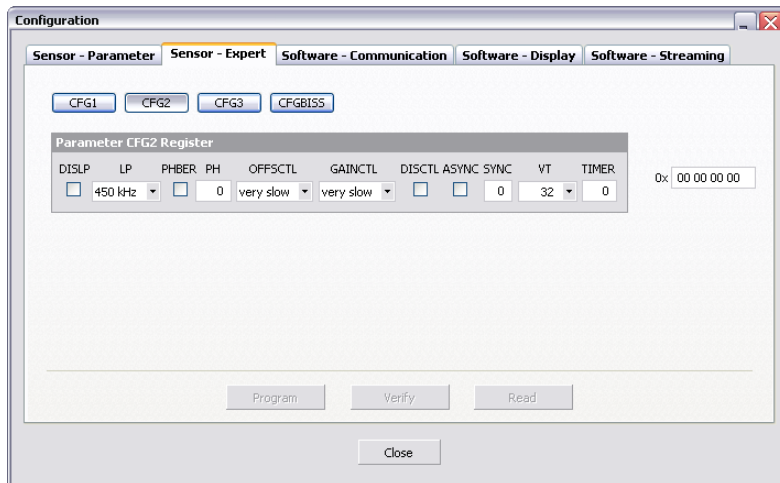 Configuration
Sensor - Parameter Sensor - Expert Software - Communication Software - Display Software - Streaming
CFG1 CFG2 CFG3 CFGBISS
Parameter CFG2 Register
DISLP LP PHBER PH OFFSCTL GAINCTL DISCTL ASYNC SYNC VT TIMER
450 kHz 0 very slow very slow 0 32 0 0x 00 00 00 00
Program Verify Read
Close